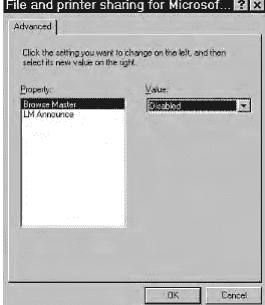 File and printer sharing for Microsof...
Advanced
Click the setting you want to change on the left, and then
select its new value on the right.
Property:
Value:
Browse Master
Disabled
LM Announce
OK
Cancel